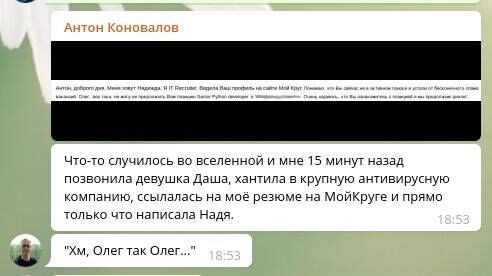 Антон Коновалов
Антон, доброго дня. Меня зовут Надежда. Я IT Recruter. Видела Ваш профиль на сайте Мой Круг. Понимаю, что Вы сейчас не в активном поиске и устали от бесконечного спама
вакансий. Олег, все таки, не могу не предложить Вам позицию Senior Python developer в Очень надеюсь, что Вы ознакомитесь с позицией и мы продолжим диалог.
Что-то случилось во вселенной и мне 15 минут назад
позвонила девушка Даша, хантила в крупную антивирусную
компанию, ссылалась на моё резюме на МойКруге и прямо
только что написала Надя.
18:53
"Хм, Олег так Олег..." 18:53